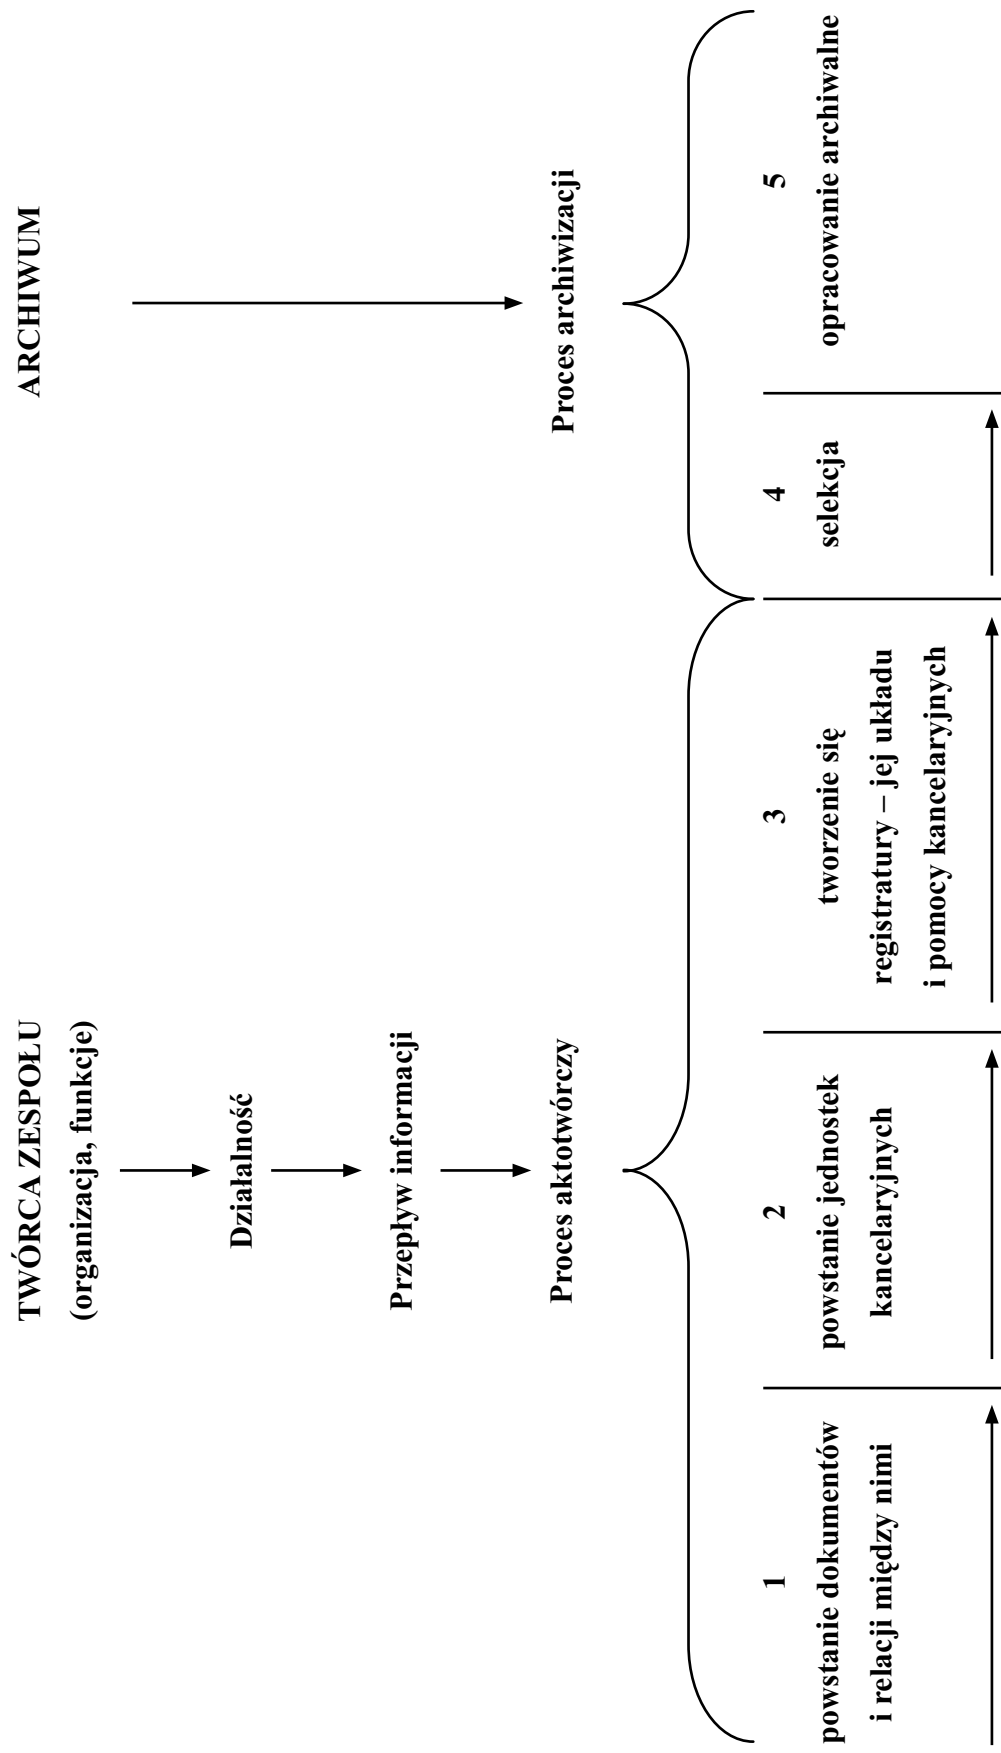 TWÓRCA ZESPOŁU
(organizacja, funkcje)
Działalność
Przepływ informacji
Proces aktotwórczy
ARCHIWUM
Proces archiwizacji
1
powstanie dokumentów
i relacji między nimi
2
powstanie jednostek
kancelaryjnych
3
tworzenie się
registratury – jej układu
i pomocy kancelaryjnych
4
selekcja
5
opracowanie archiwalne